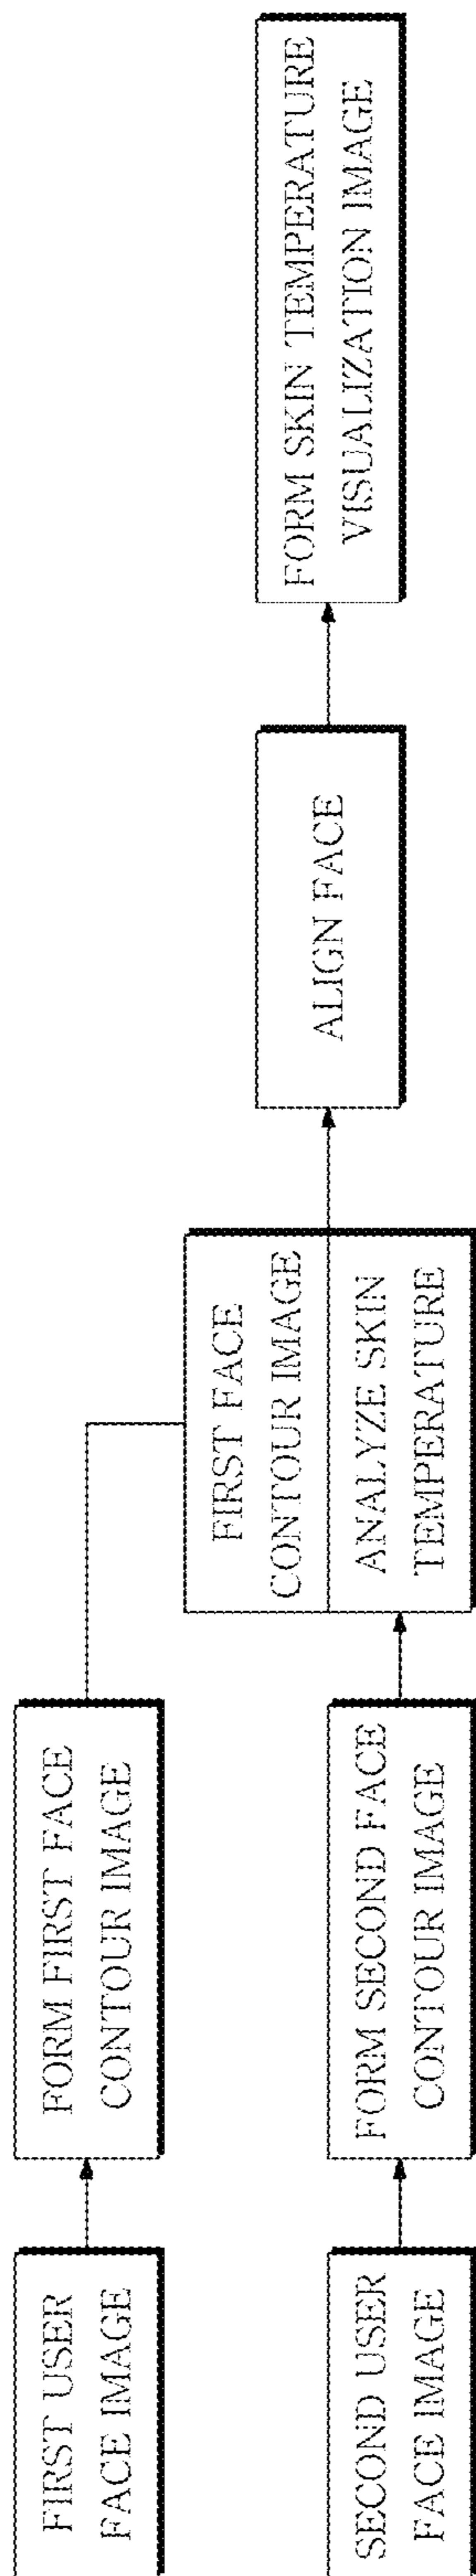 FIRST USER
FACE IMAGE
FORM FIRST FACE
CONTOUR IMAGE
SECOND USER
FACE IMAGE
FORM SECOND FACE
CONTOUR IMAGE
FIRST FACE
CONTOUR IMAGE
ANALYZE SKIN
TEMPERATURE
ALIGN FACE
FORM SKIN TEMPERATURE
VISUALIZATION IMAGE